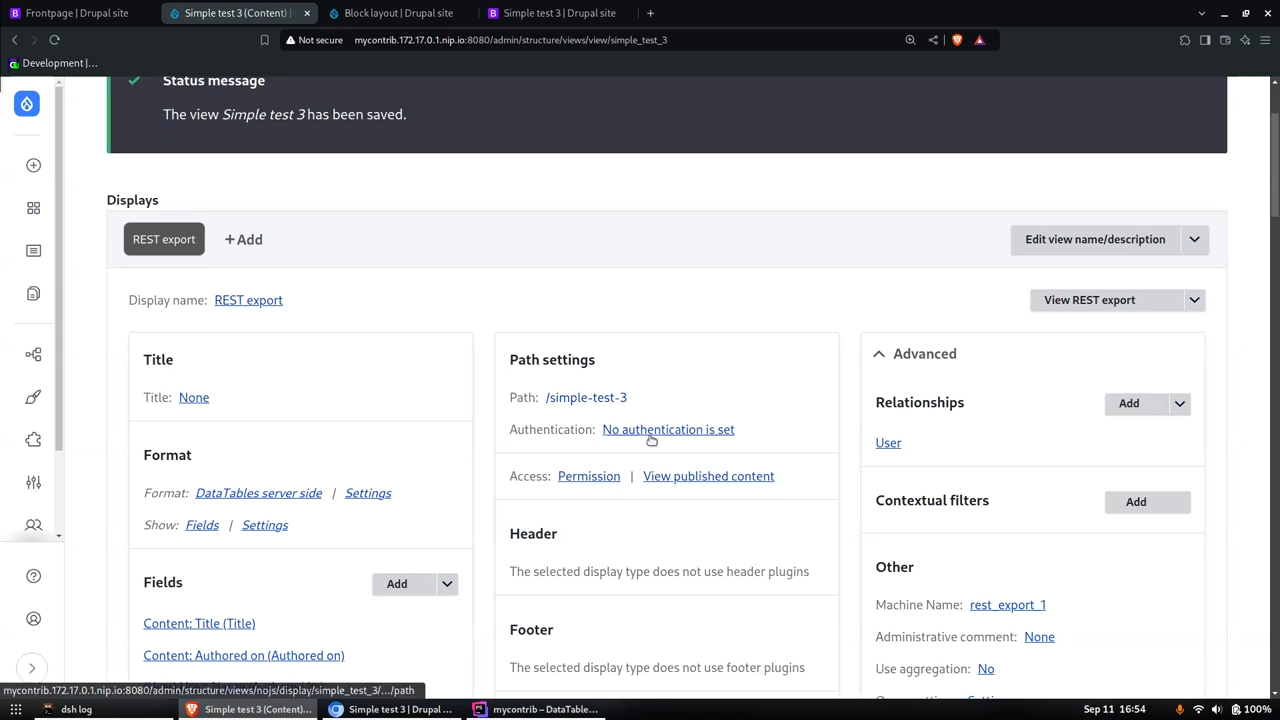 Frontpage | Drupal site
Simple test 3 (Content) |
Block layout | Drupal site
Simple test 3 | Drupal site
Not secure
mycontrib.172.17.0.1.nip.io:8080/admin/structure/views/view/simple_test_3
Development |...
Status message
The view Simple test 3 has been saved.
Displays
REST export
+ Add
Edit view name/description
Display name: REST export
View REST export
Title
Title: None
Format
Format: DataTables server side | Settings
Show: Fields | Settings
Fields
Add
Content: Title (Title)
Content: Authored on (Authored on)
Path settings
Path: /simple-test-3
Authentication: No authentication is set
Access: Permission | View published content
Header
The selected display type does not use header plugins
Footer
The selected display type does not use footer plugins
Advanced
Relationships
Add
User
Contextual filters
Add
Other
Machine Name: rest_export_1
Administrative comment: None
Use aggregation: No
mycontrib.172.17.0.1.nip.io:8080/admin/structure/views/nojs/display/simple_test_3/.../path
dsh log
Simple test 3 (Content)...
Simple test 3 | Drupal ...
mycontrib – DataTable...
Sep 11 16:54
100%